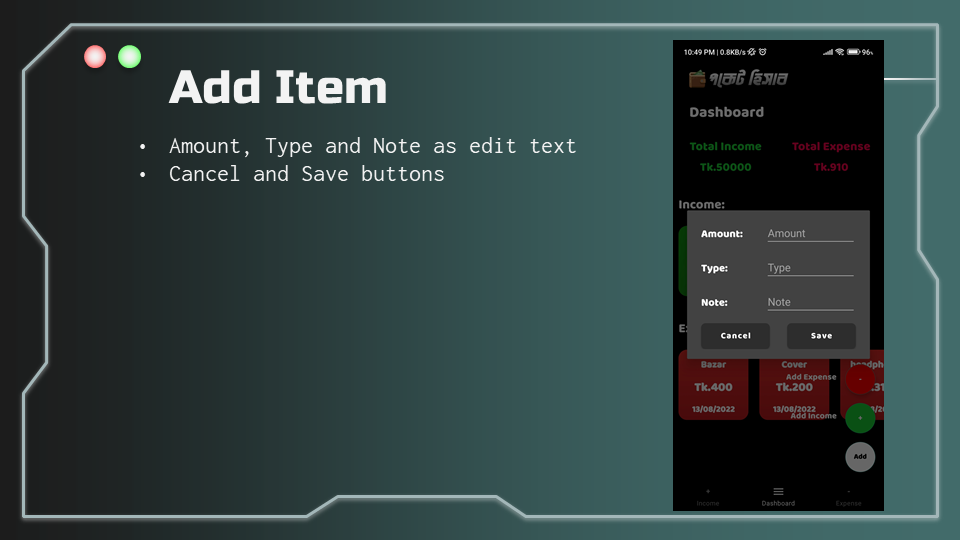 Add Item
• Amount, Type and Note as edit text
• Cancel and Save buttons
10:49 PM | 0.8KB/s
96%
পকেট হিসাব
Dashboard
Total Income Total Expense
Tk.50000 Tk.910
Income:
Amount: Amount
Type: Type
Note: Note
Cancel Save
Bazar Cover
Add Expense -
Tk.400 Tk.200
13/08/2022 13/08/2022
Add Income +
Add
Income Dashboard Expense